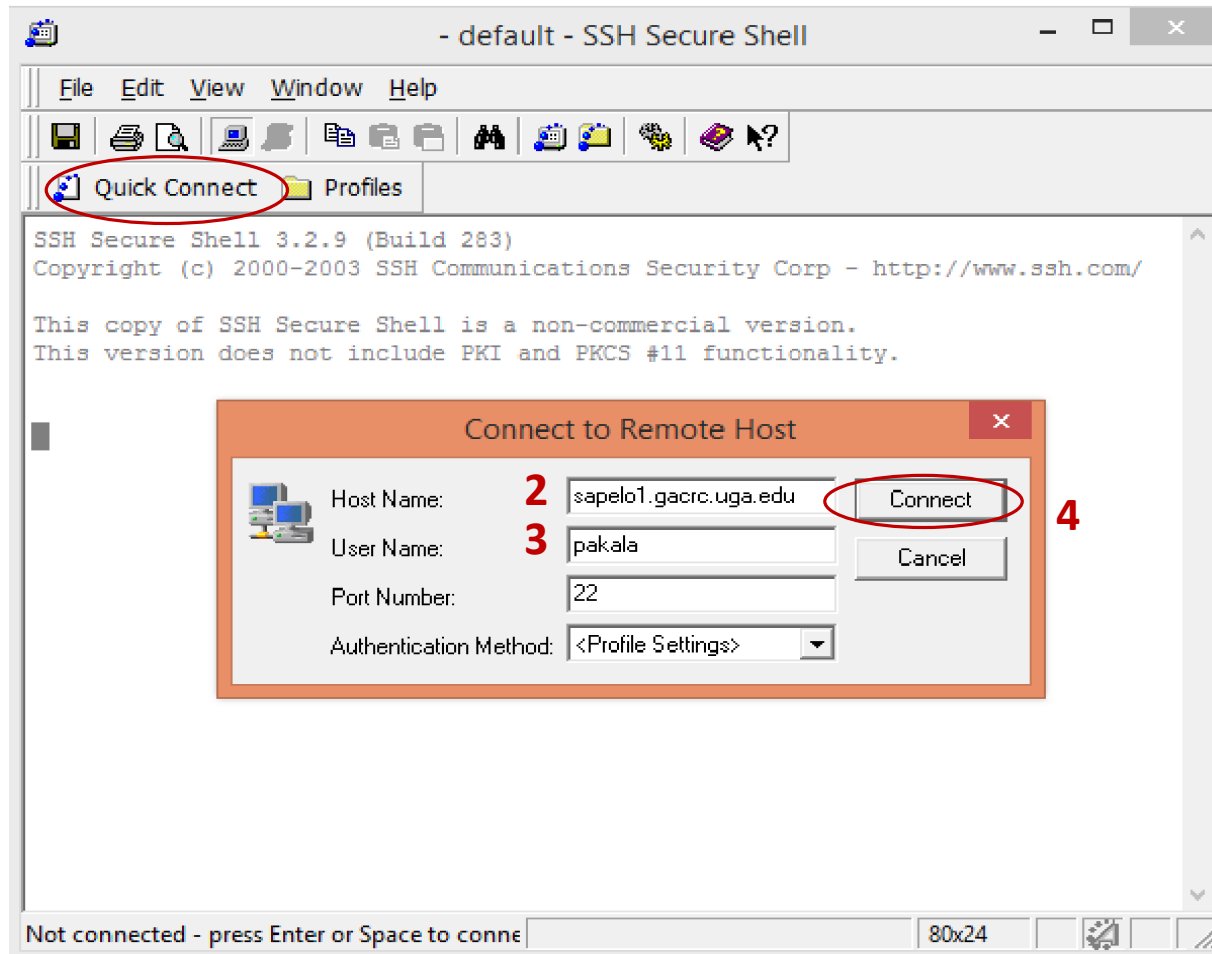 - default - SSH Secure Shell
File Edit View Window Help
Quick Connect Profiles
SSH Secure Shell 3.2.9 (Build 283)
Copyright (c) 2000-2003 SSH Communications Security Corp - http://www.ssh.com/
This copy of SSH Secure Shell is a non-commercial version.
This version does not include PKI and PKCS #11 functionality.
Connect to Remote Host
Host Name: 2 sapelo1.gacrc.uga.edu Connect 4
User Name: 3 pakala Cancel
Port Number: 22
Authentication Method: <Profile Settings>
Not connected - press Enter or Space to conne 80x24